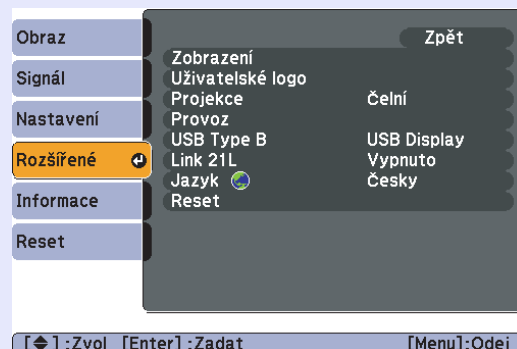 Obraz
Signál
Nastavení
Rozšířené
Informace
Reset
Zpět
Zobrazení
Uživatelské logo
Projekce Čelní
Provoz
USB Type B USB Display
Link 21L Vypnuto
Jazyk Česky
Reset
[◆]:Zvol [Enter]:Zadat [Menu]:Odej